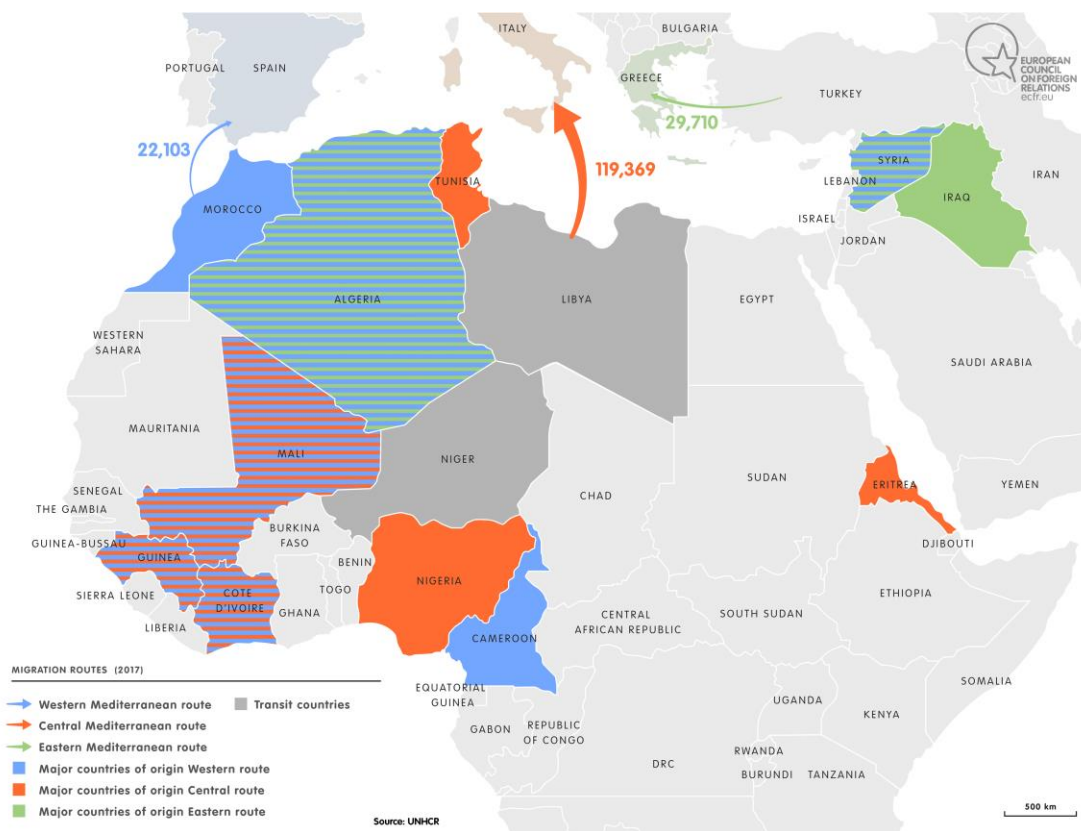 ITALY
BULGARIA
PORTUGAL
SPAIN
GREECE
TURKEY
EUROPEAN
COUNCIL
ON FOREIGN
RELATIONS
ecfr.eu
22,103
29,710
119,369
TUNISIA
SYRIA
LEBANON
IRAN
IRAQ
MOROCCO
ISRAEL
JORDAN
ALGERIA
LIBYA
EGYPT
WESTERN
SAHARA
SAUDI ARABIA
MAURITANIA
MALI
NIGER
CHAD
SUDAN
ERITREA
YEMEN
SENEGAL
THE GAMBIA
GUINEA-BUSSAU
GUINEA
BURKINA
FASO
BENIN
DJIBOUTI
SIERRA LEONE
COTE
D'IVOIRE
TOGO
GHANA
NIGERIA
ETHIOPIA
LIBERIA
CENTRAL
AFRICAN REPUBLIC
SOUTH SUDAN
CAMEROON
SOMALIA
EQUATORIAL
GUINEA
GABON
REPUBLIC
OF CONGO
UGANDA
KENYA
RWANDA
DRC
BURUNDI
TANZANIA
MIGRATION ROUTES (2017)
Western Mediterranean route
Transit countries
Central Mediterranean route
Eastern Mediterranean route
Major countries of origin Western route
Major countries of origin Central route
Major countries of origin Eastern route
Source: UNHCR
500 km